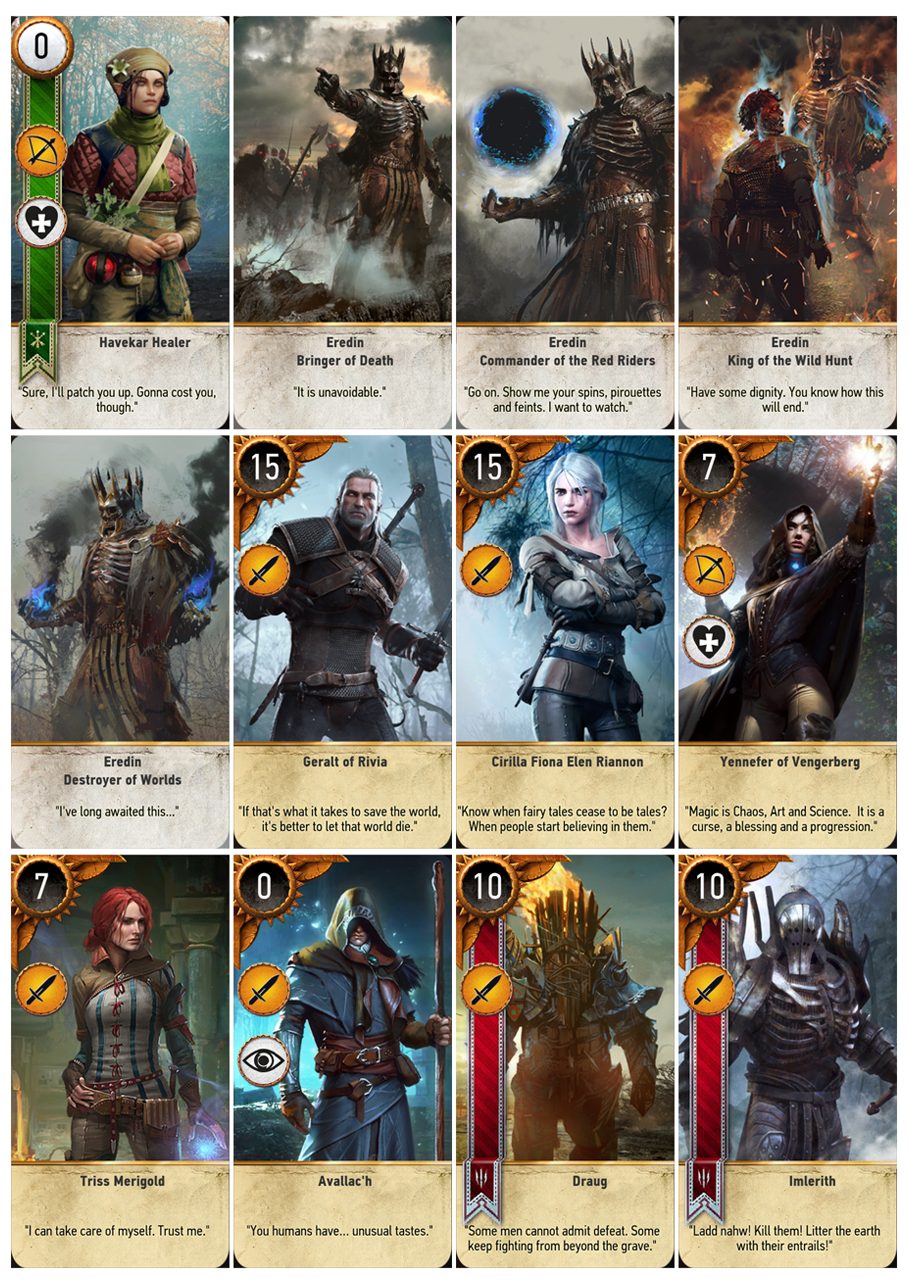 0
Havekar Healer
"Sure, I'll patch you up. Gonna cost you,
though."
Eredin
Bringer of Death
"It is unavoidable."
Eredin
Commander of the Red Riders
"Go on. Show me your spins, pirouettes
and feints. I want to watch."
Eredin
King of the Wild Hunt
"Have some dignity. You know how this
will end."
Eredin
Destroyer of Worlds
"I've long awaited this..."
15
Geralt of Rivia
"If that's what it takes to save the world,
it's better to let that world die."
15
Cirilla Fiona Elen Riannon
"Know when fairy tales cease to be tales?
When people start believing in them."
7
Yennefer of Vengerberg
"Magic is Chaos, Art and Science. It is a
curse, a blessing and a progression."
7
Triss Merigold
"I can take care of myself. Trust me."
0
Avallac'h
"You humans have... unusual tastes."
10
Draug
"Some men cannot admit defeat. Some
keep fighting from beyond the grave."
10
Imlerith
"Ladd nahw! Kill them! Litter the earth
with their entrails!"